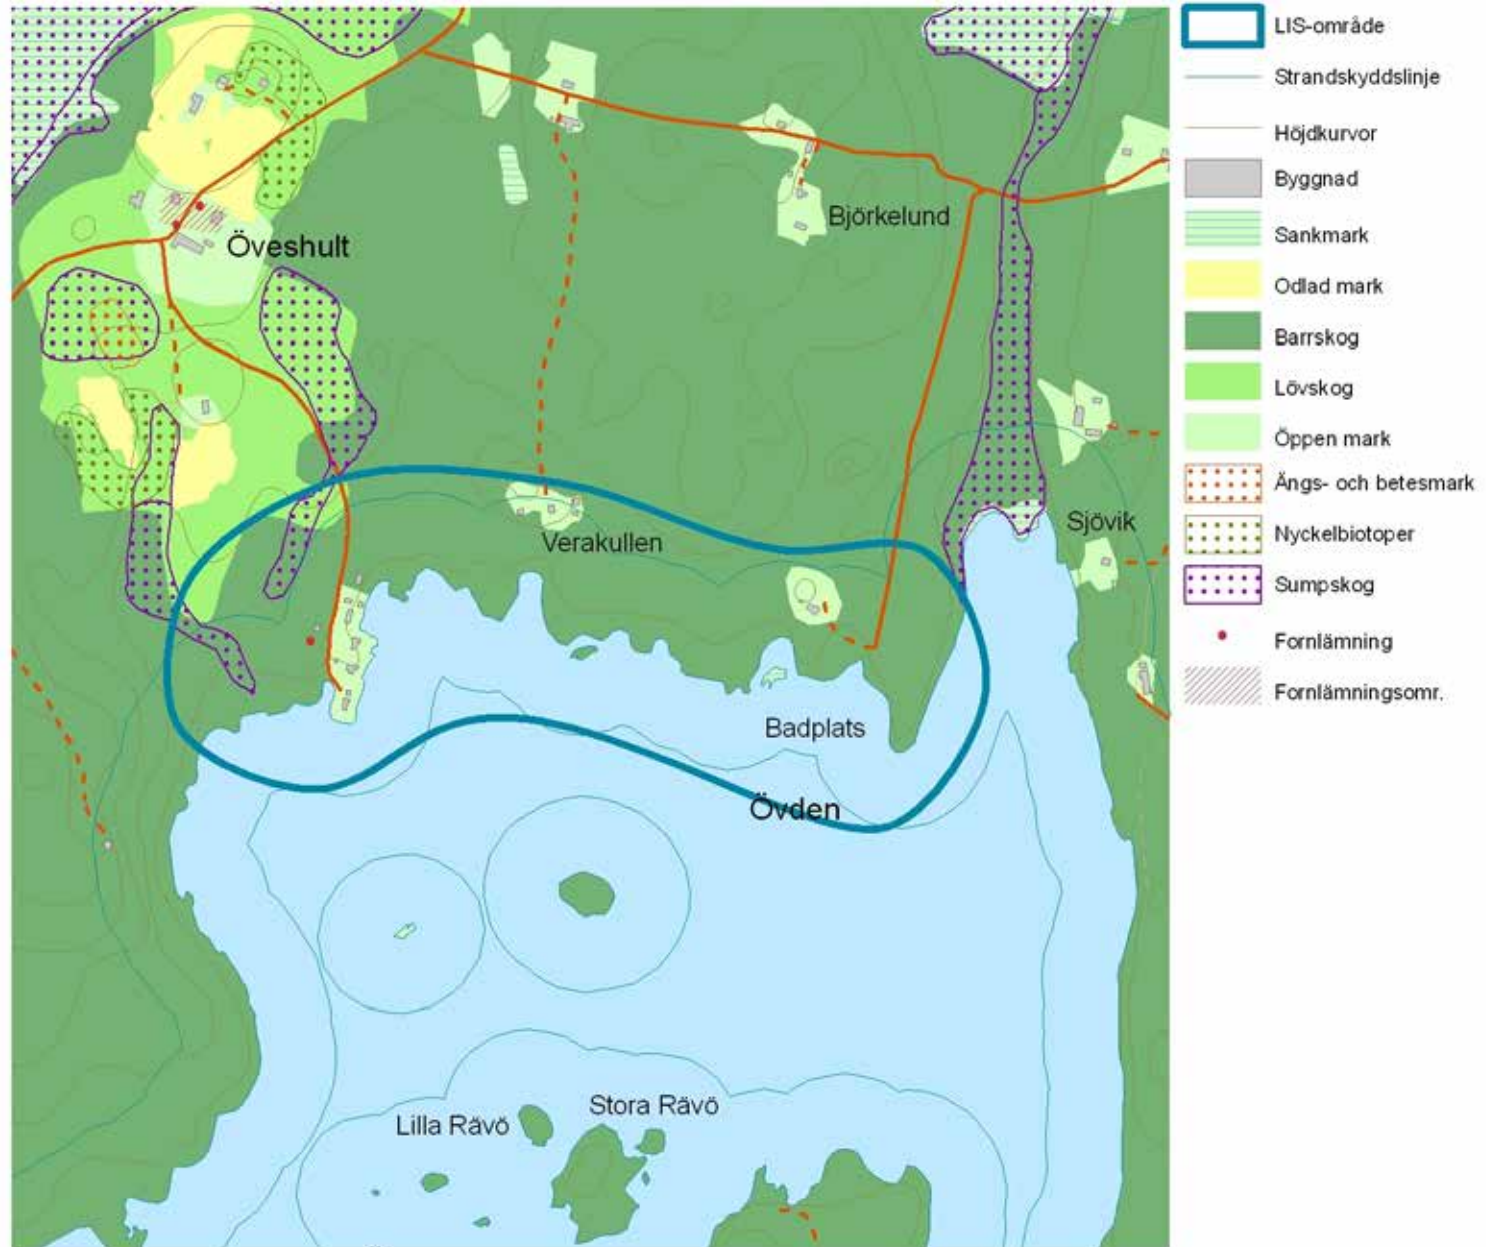 Öveshult
Björkelund
Verakullen
Sjövik
Badplats
Övden
Lilla Rävö
Stora Rävö
LIS-område
Strandskyddslinje
Höjdkurvor
Byggnad
Sankmark
Odlad mark
Barrskog
Lövskog
Öppen mark
Ängs- och betesmark
Nyckelbiotoper
Sumpskog
Fornlämning
Fornlämningsomr.